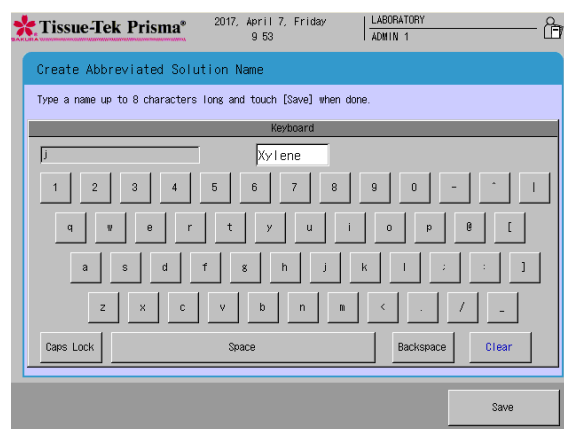 Tissue-Tek Prisma®
SAKURA
2017, April 7, Friday
9 53
LABORATORY
ADMIN 1
Create Abbreviated Solution Name
Type a name up to 8 characters long and touch [Save] when done.
Keyboard
j
Xylene
1 2 3 4 5 6 7 8 9 0 - ^ |
q w e r t y u i o p @ [
a s d f g h j k l ; : ]
z x c v b n m < . / _
Caps Lock Space Backspace Clear
Save